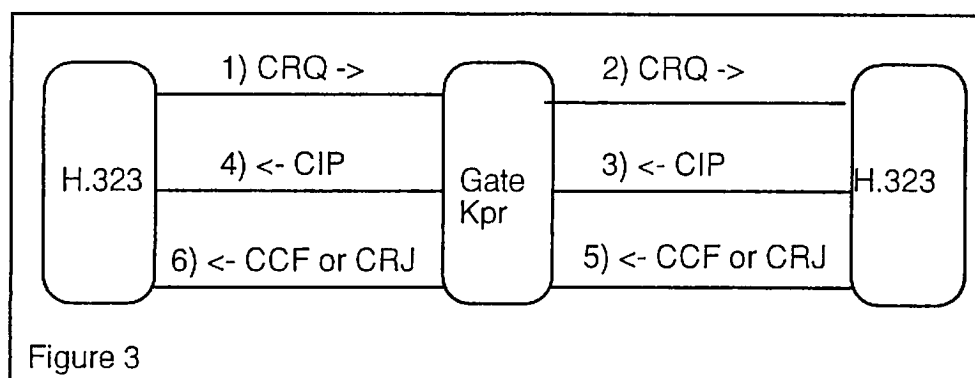 1) CRQ ->
2) CRQ ->
H.323
4) <- CIP
Gate
Kpr
3) <- CIP
H.323
6) <- CCF or CRJ
5) <- CCF or CRJ
Figure 3